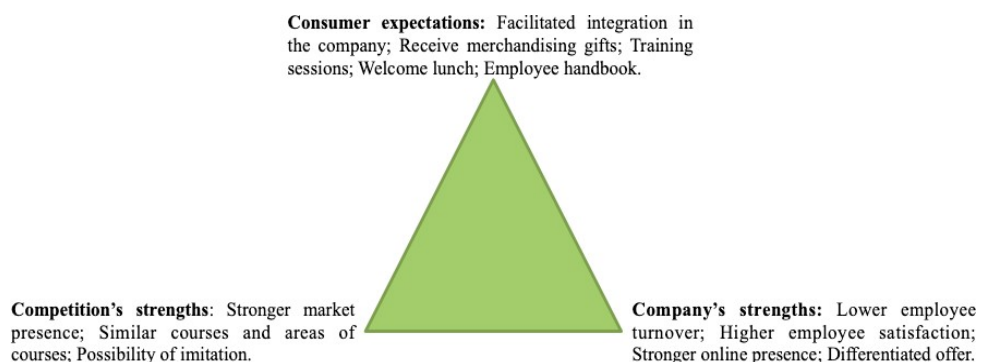 Consumer expectations: Facilitated integration in
the company; Receive merchandising gifts; Training
sessions; Welcome lunch; Employee handbook.
Competition’s strengths: Stronger market
presence; Similar courses and areas of
courses; Possibility of imitation.
Company’s strengths: Lower employee
turnover; Higher employee satisfaction;
Stronger online presence; Differentiated offer.